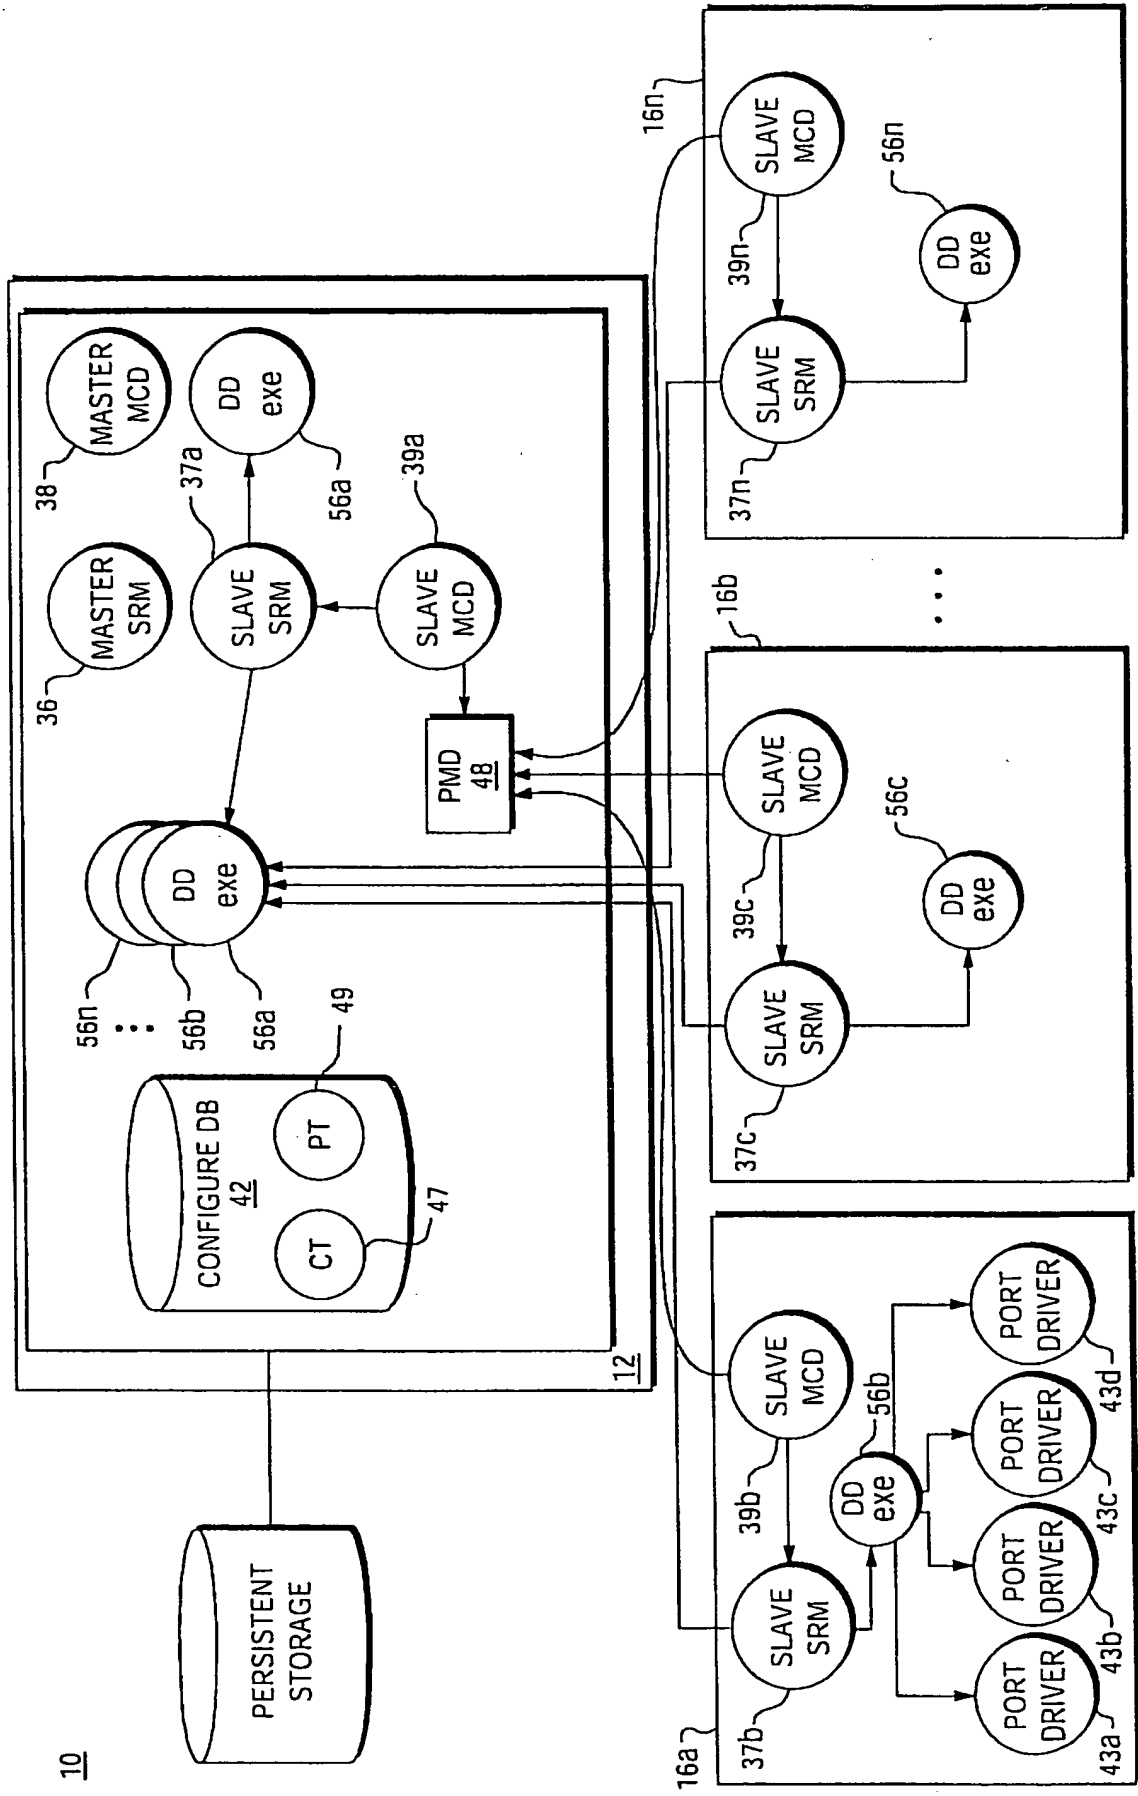 10
PERSISTENT
STORAGE
12
CONFIGURE DB
42
CT
PT
47
49
56n
56b
56a
DD
exe
36
MASTER
SRM
38
MASTER
MCD
37a
SLAVE
SRM
DD
exe
56a
39a
SLAVE
MCD
PMD
48
16a
37b
SLAVE
SRM
39b
SLAVE
MCD
DD
exe
56b
PORT
DRIVER
43a
PORT
DRIVER
43b
PORT
DRIVER
43c
PORT
DRIVER
43d
16b
37c
SLAVE
SRM
39c
SLAVE
MCD
DD
exe
56c
16n
37n
SLAVE
SRM
39n
SLAVE
MCD
DD
exe
56n